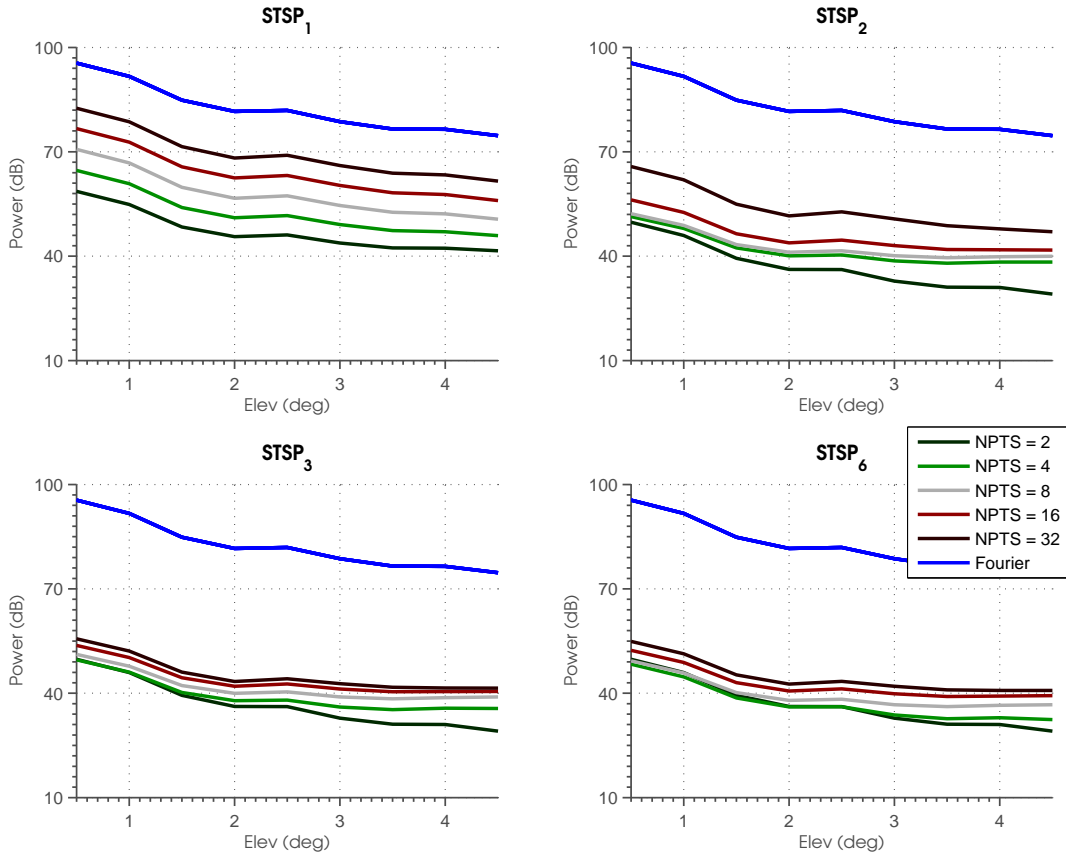 STSP1
100
70
40
10
Power (dB)
1 2 3 4
Elev (deg)
STSP2
100
70
40
10
Power (dB)
1 2 3 4
Elev (deg)
STSP3
100
70
40
10
Power (dB)
1 2 3 4
Elev (deg)
STSP6
100
70
40
10
Power (dB)
1 2 3 4
Elev (deg)
NPTS = 2
NPTS = 4
NPTS = 8
NPTS = 16
NPTS = 32
Fourier